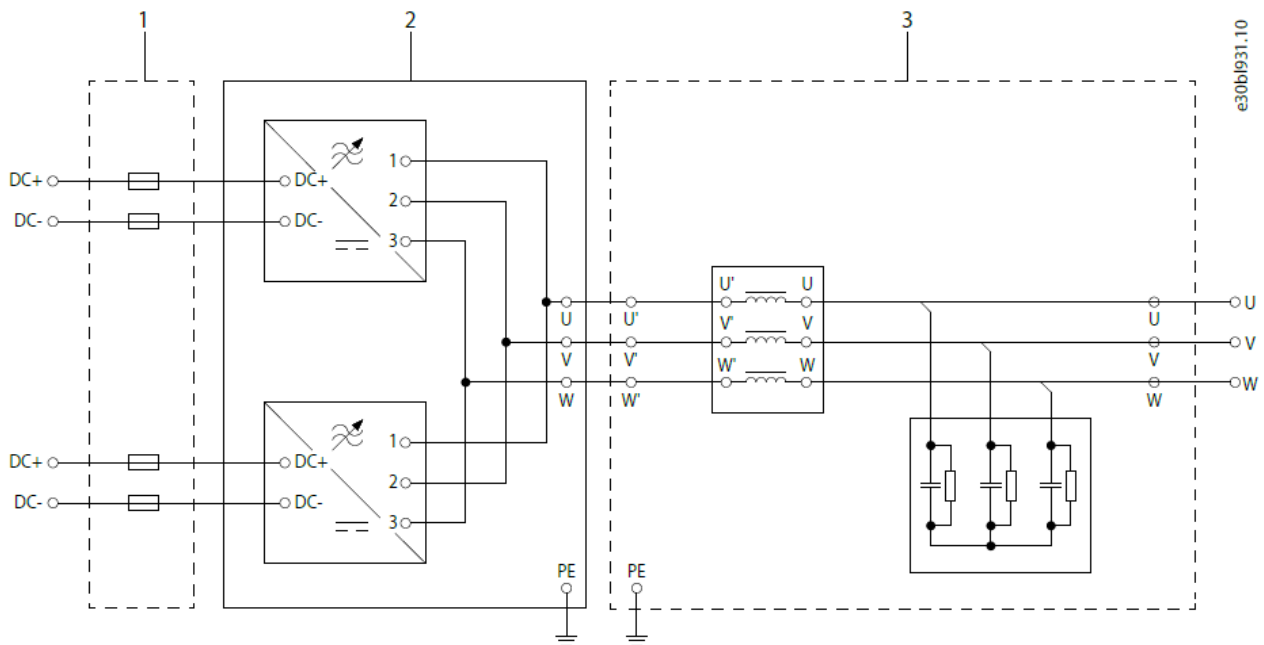 1 2 3
e30bl931.10
DC+ DC+ 1
DC- DC- 2
3
U' U
U U' U
U
V' V
V V' V
V
W' W
W W' W
W
DC+ DC+ 1
DC- DC- 2
3
PE PE